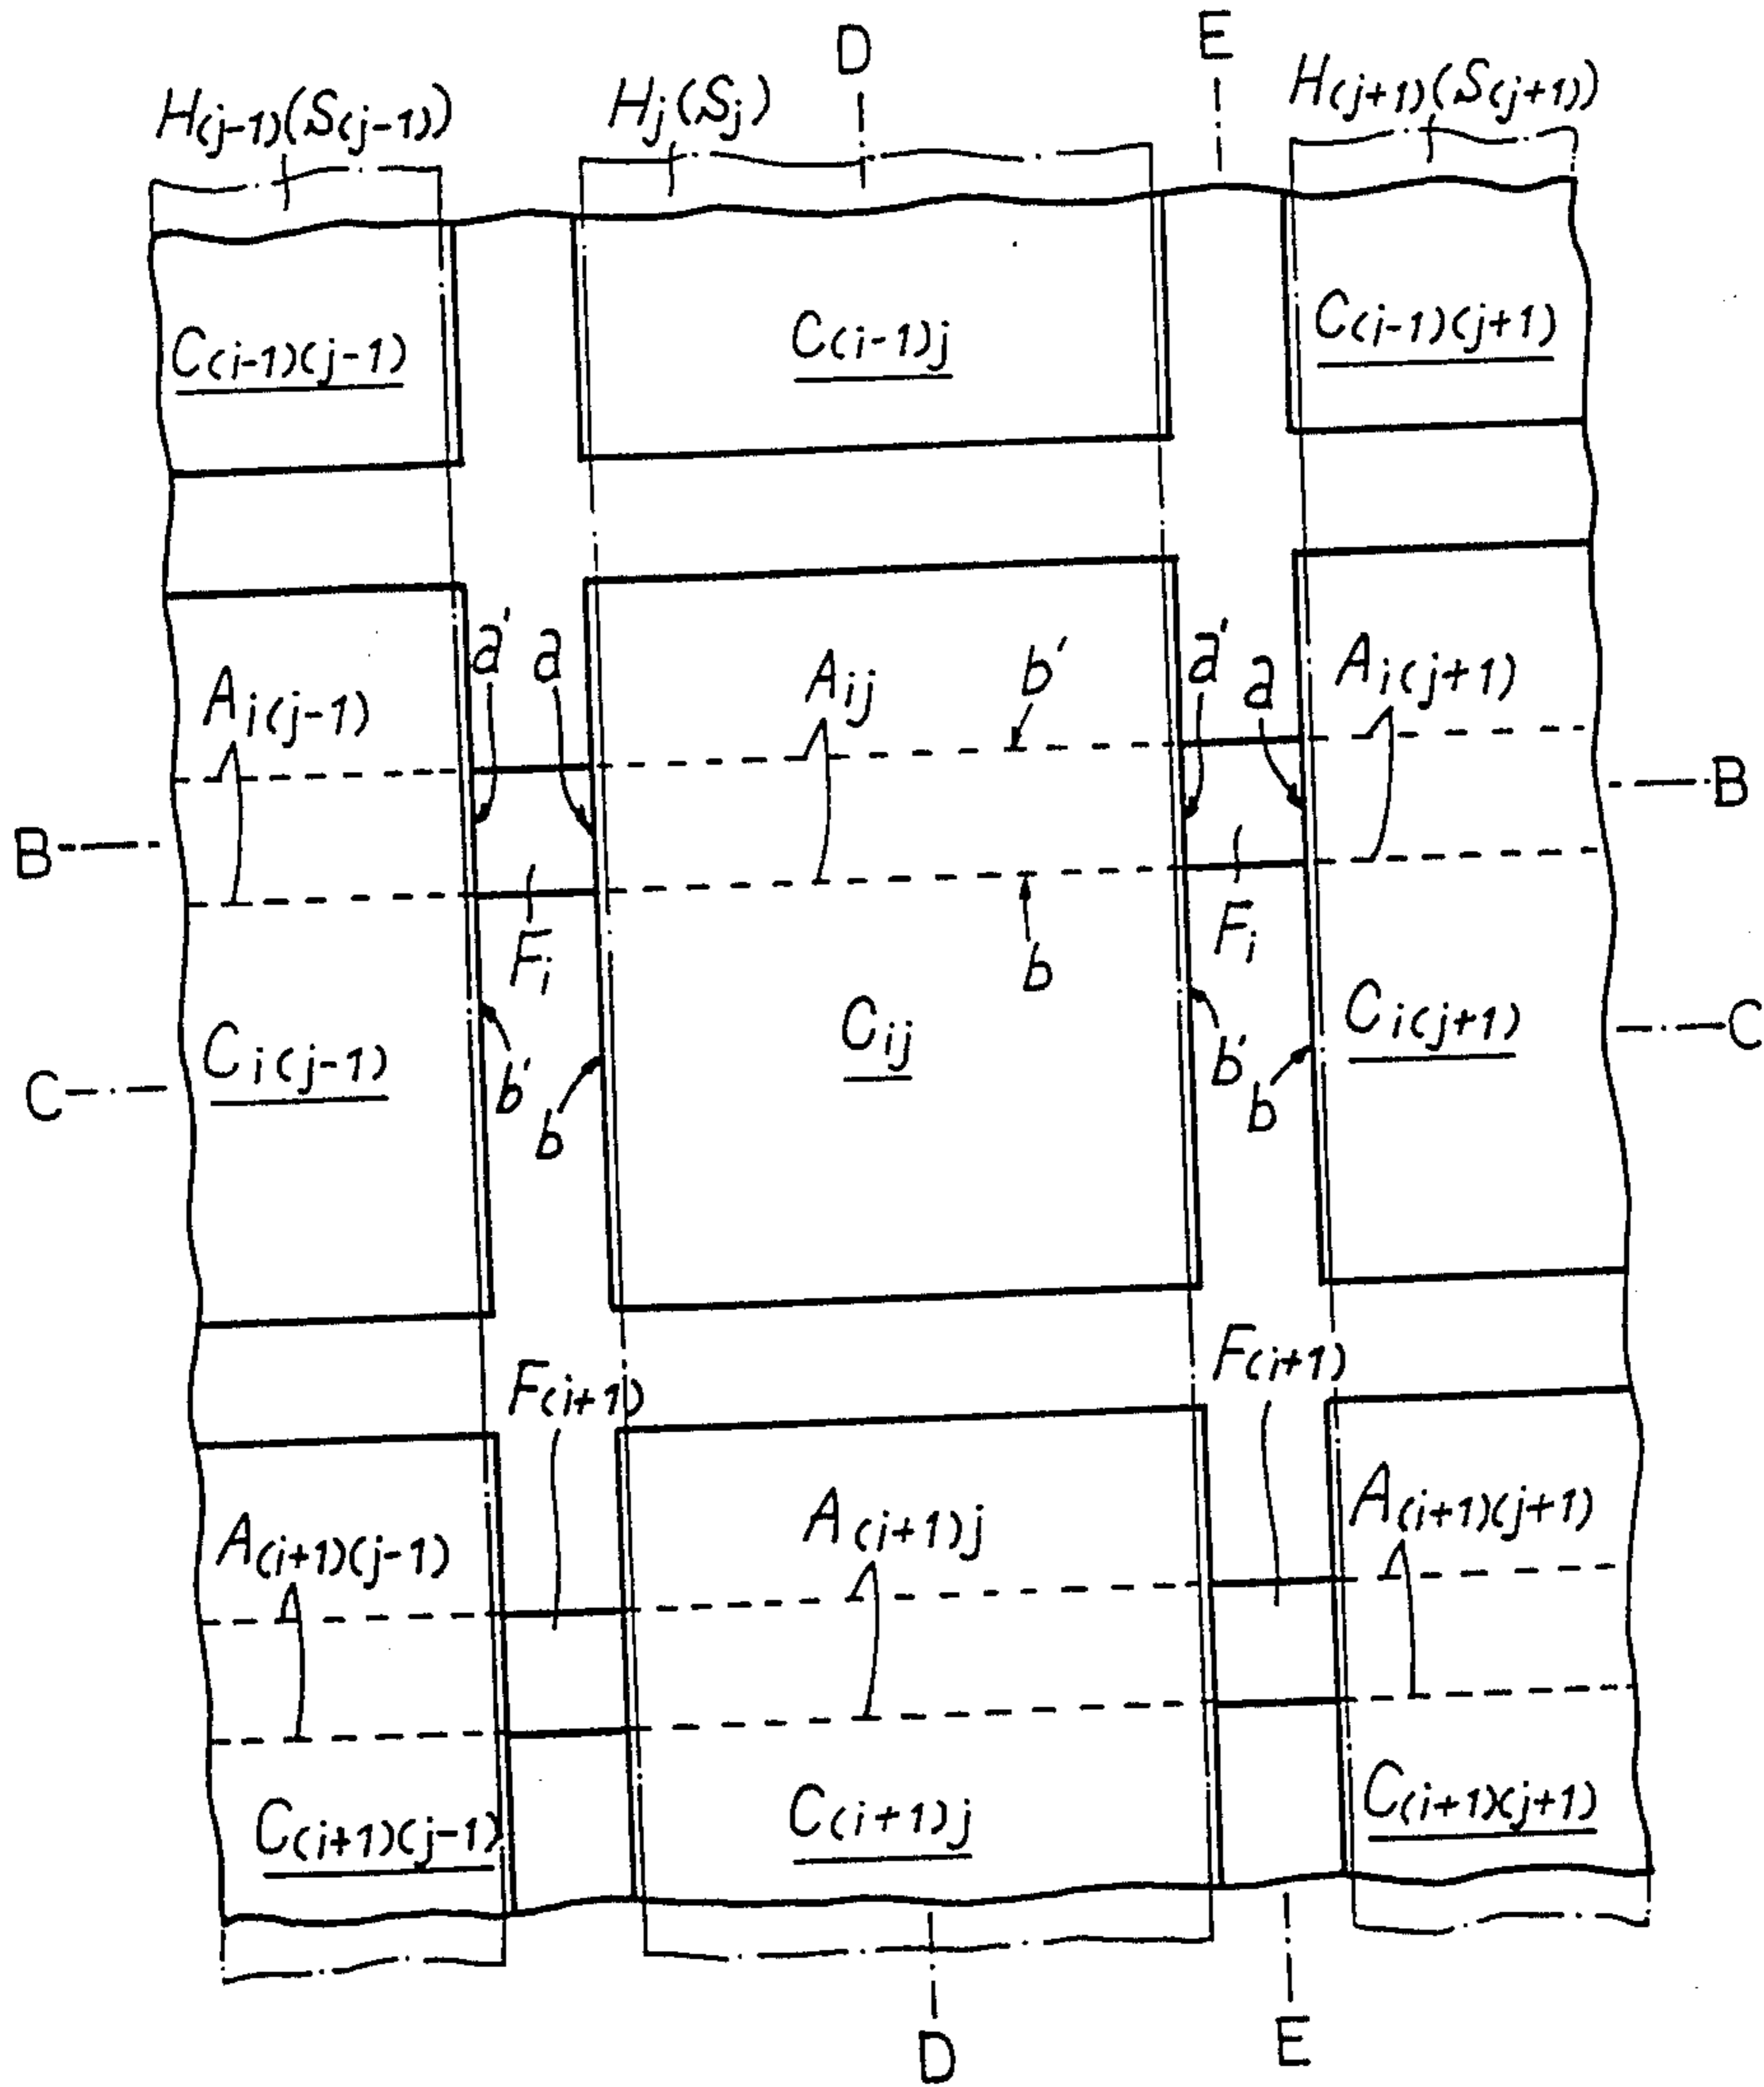 D
E
H(j-1)(S(j-1))
Hj(Sj)
H(j+1)(S(j+1))
C(i-1)(j-1)
C(i-1)j
C(i-1)(j+1)
a'
a
b'
a'
a
Ai(j-1)
Aij
Ai(j+1)
B
B
Fi
b
Fi
C
Ci(j-1)
Cij
Ci(j+1)
C
b'
b
b'
b
F(i+1)
F(i+1)
A(i+1)(j-1)
A(i+1)j
A(i+1)(j+1)
C(i+1)(j-1)
C(i+1)j
C(i+1)(j+1)
D
E